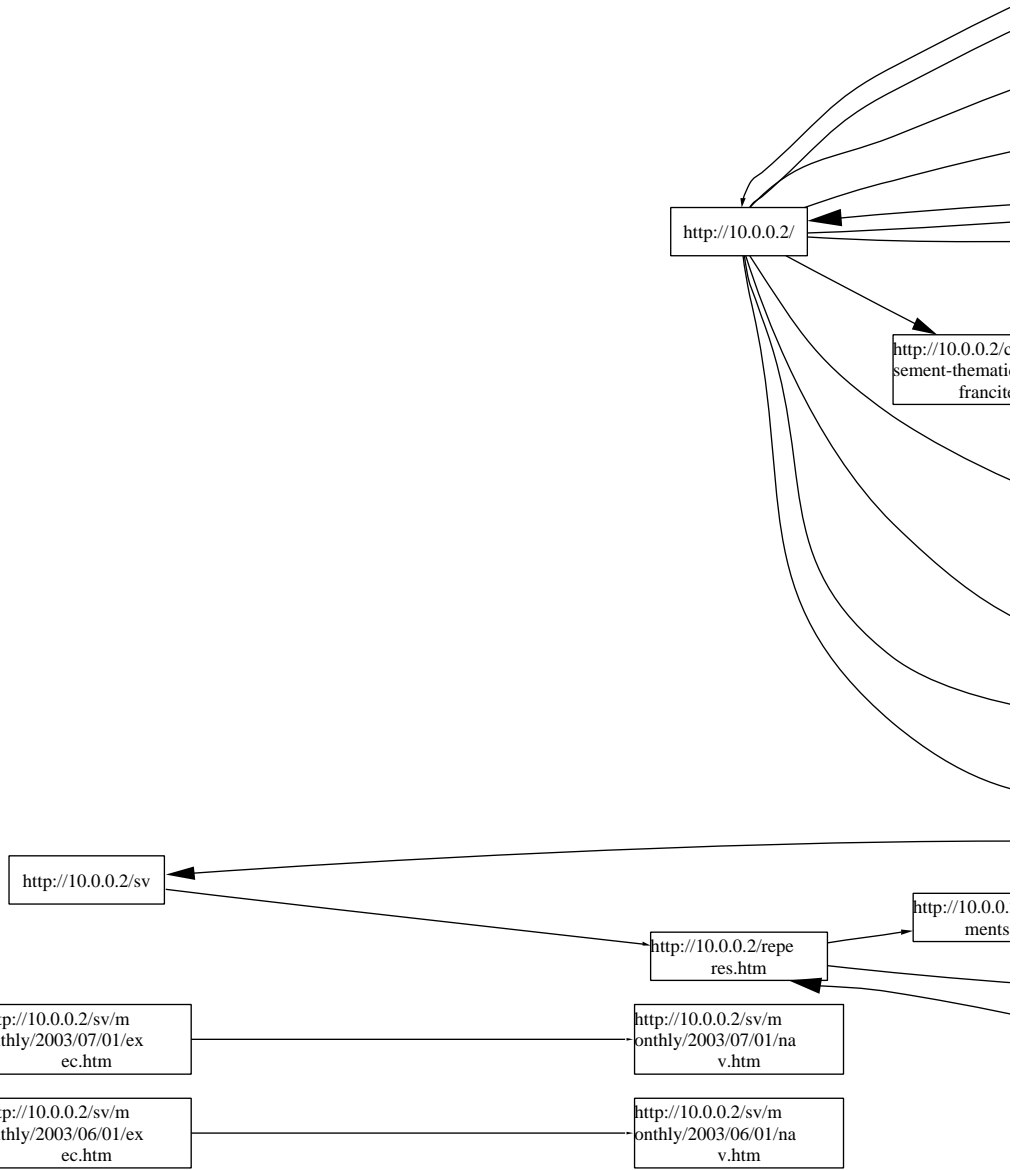 http://10.0.0.2/
http://10.0.0.2/c
sement-thematic
francite
http://10.0.0.2/sv
http://10.0.0.
ments
http://10.0.0.2/repe
res.htm
tp://10.0.0.2/sv/m
thly/2003/07/01/ex
ec.htm
http://10.0.0.2/sv/m
onthly/2003/07/01/na
v.htm
tp://10.0.0.2/sv/m
thly/2003/06/01/ex
ec.htm
http://10.0.0.2/sv/m
onthly/2003/06/01/na
v.htm